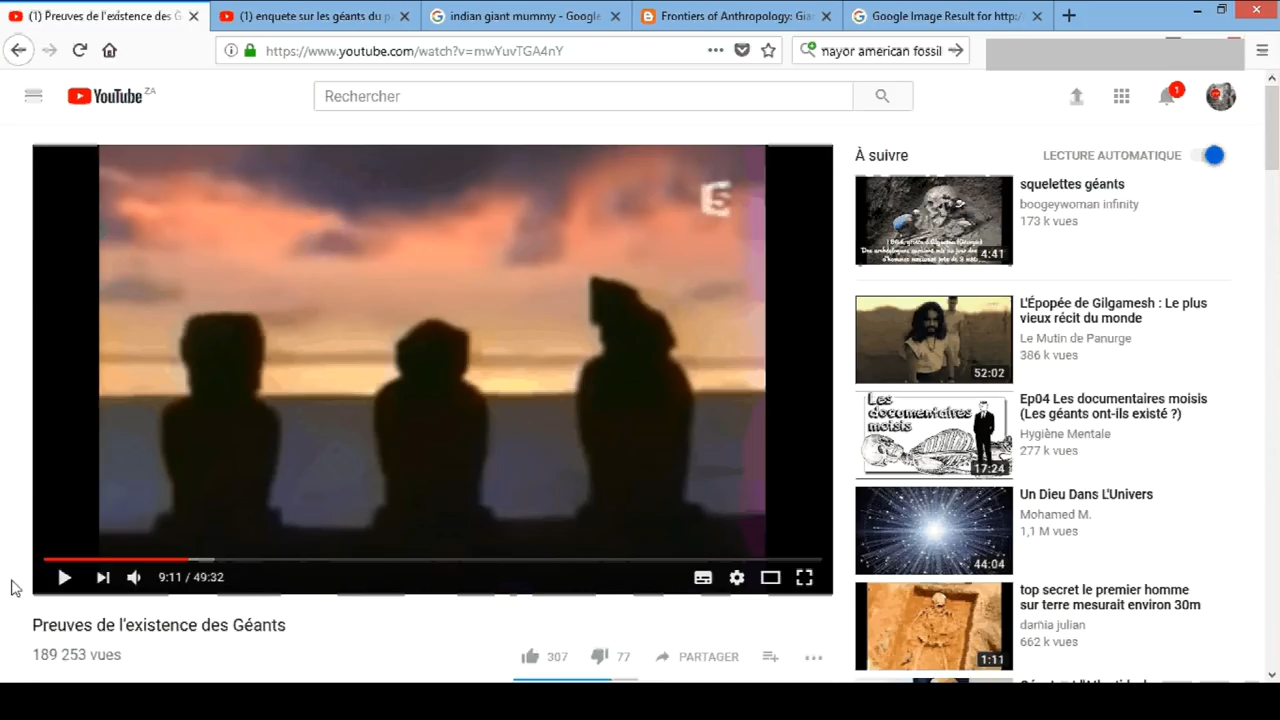 (1) Preuves de l'existence des G
(1) enquete sur les géants du p
indian giant mummy - Google
Frontiers of Anthropology: Gia
Google Image Result for http:/
https://www.youtube.com/watch?v=mwYuvTGA4nY
mayor american fossil
YouTube ZA
Rechercher
1
5
À suivre
LECTURE AUTOMATIQUE
squelettes géants
boogeywoman infinity
173 k vues
4:41
L'Épopée de Gilgamesh : Le plus
vieux récit du monde
Le Mutin de Panurge
386 k vues
52:02
Ep04 Les documentaires moisis
(Les géants ont-ils existé ?)
Hygiène Mentale
277 k vues
Les
documentaires
moisis
17:24
Un Dieu Dans L'Univers
Mohamed M.
1,1 M vues
44:04
top secret le premier homme
sur terre mesurait environ 30m
damia julian
662 k vues
1:11
9:11 / 49:32
Preuves de l'existence des Géants
189 253 vues
307
77
PARTAGER